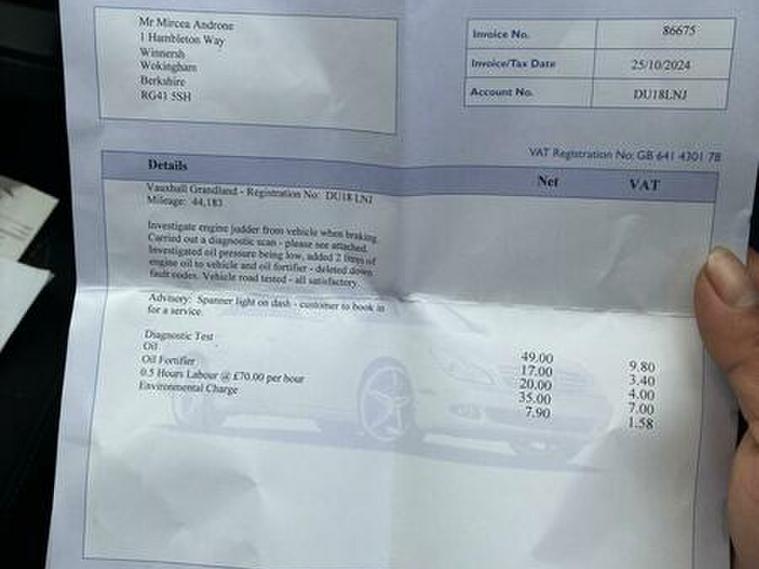 Mr Mircea Androne
1 Hambleton Way
Winnersh
Wokingham
Berkshire
RG41 5SH
Invoice No. 86675
Invoice/Tax Date 25/10/2024
Account No. DU18LNJ
VAT Registration No: GB 641 4301 78
Details Net VAT
Vauxhall Grandland - Registration No: DU18 LNJ
Mileage: 44,183
Investigate engine judder from vehicle when braking.
Carried out a diagnostic scan - please see attached.
Investigated oil pressure being low, added 2 litres of
engine oil to vehicle and oil fortifier - deleted down
fault codes. Vehicle road tested - all satisfactory.
Advisory: Spanner light on dash - customer to book in
for a service.
Diagnostic Test 49.00 9.80
Oil 17.00 3.40
Oil Fortifier 20.00 4.00
0.5 Hours Labour @ £70.00 per hour 35.00 7.00
Environmental Charge 7.90 1.58